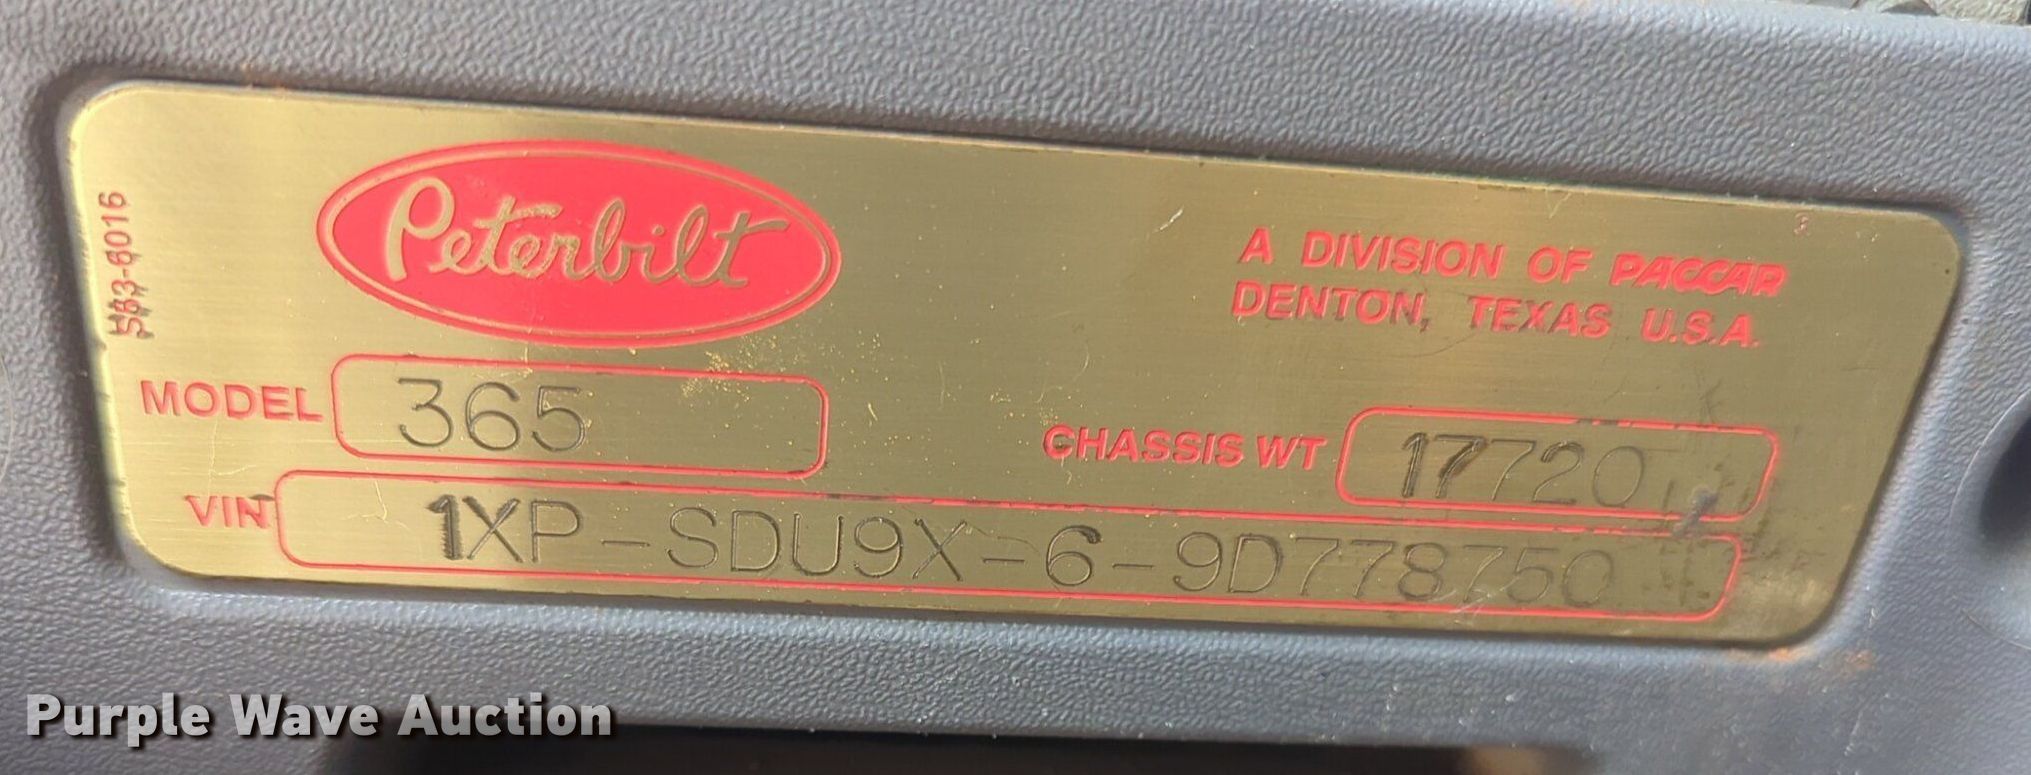 S83-6016
Peterbilt
A DIVISION OF PACCAR
DENTON, TEXAS U.S.A.
MODEL 365
CHASSIS WT 17720
VIN 1XP-SDU9X-6-9D778750
Purple Wave Auction